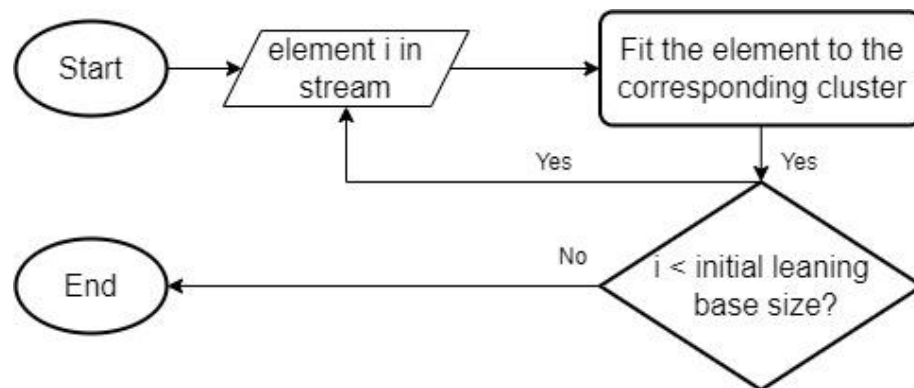 Start
element i in
stream
Fit the element to the
corresponding cluster
Yes
Yes
No
i < initial leaning
base size?
End